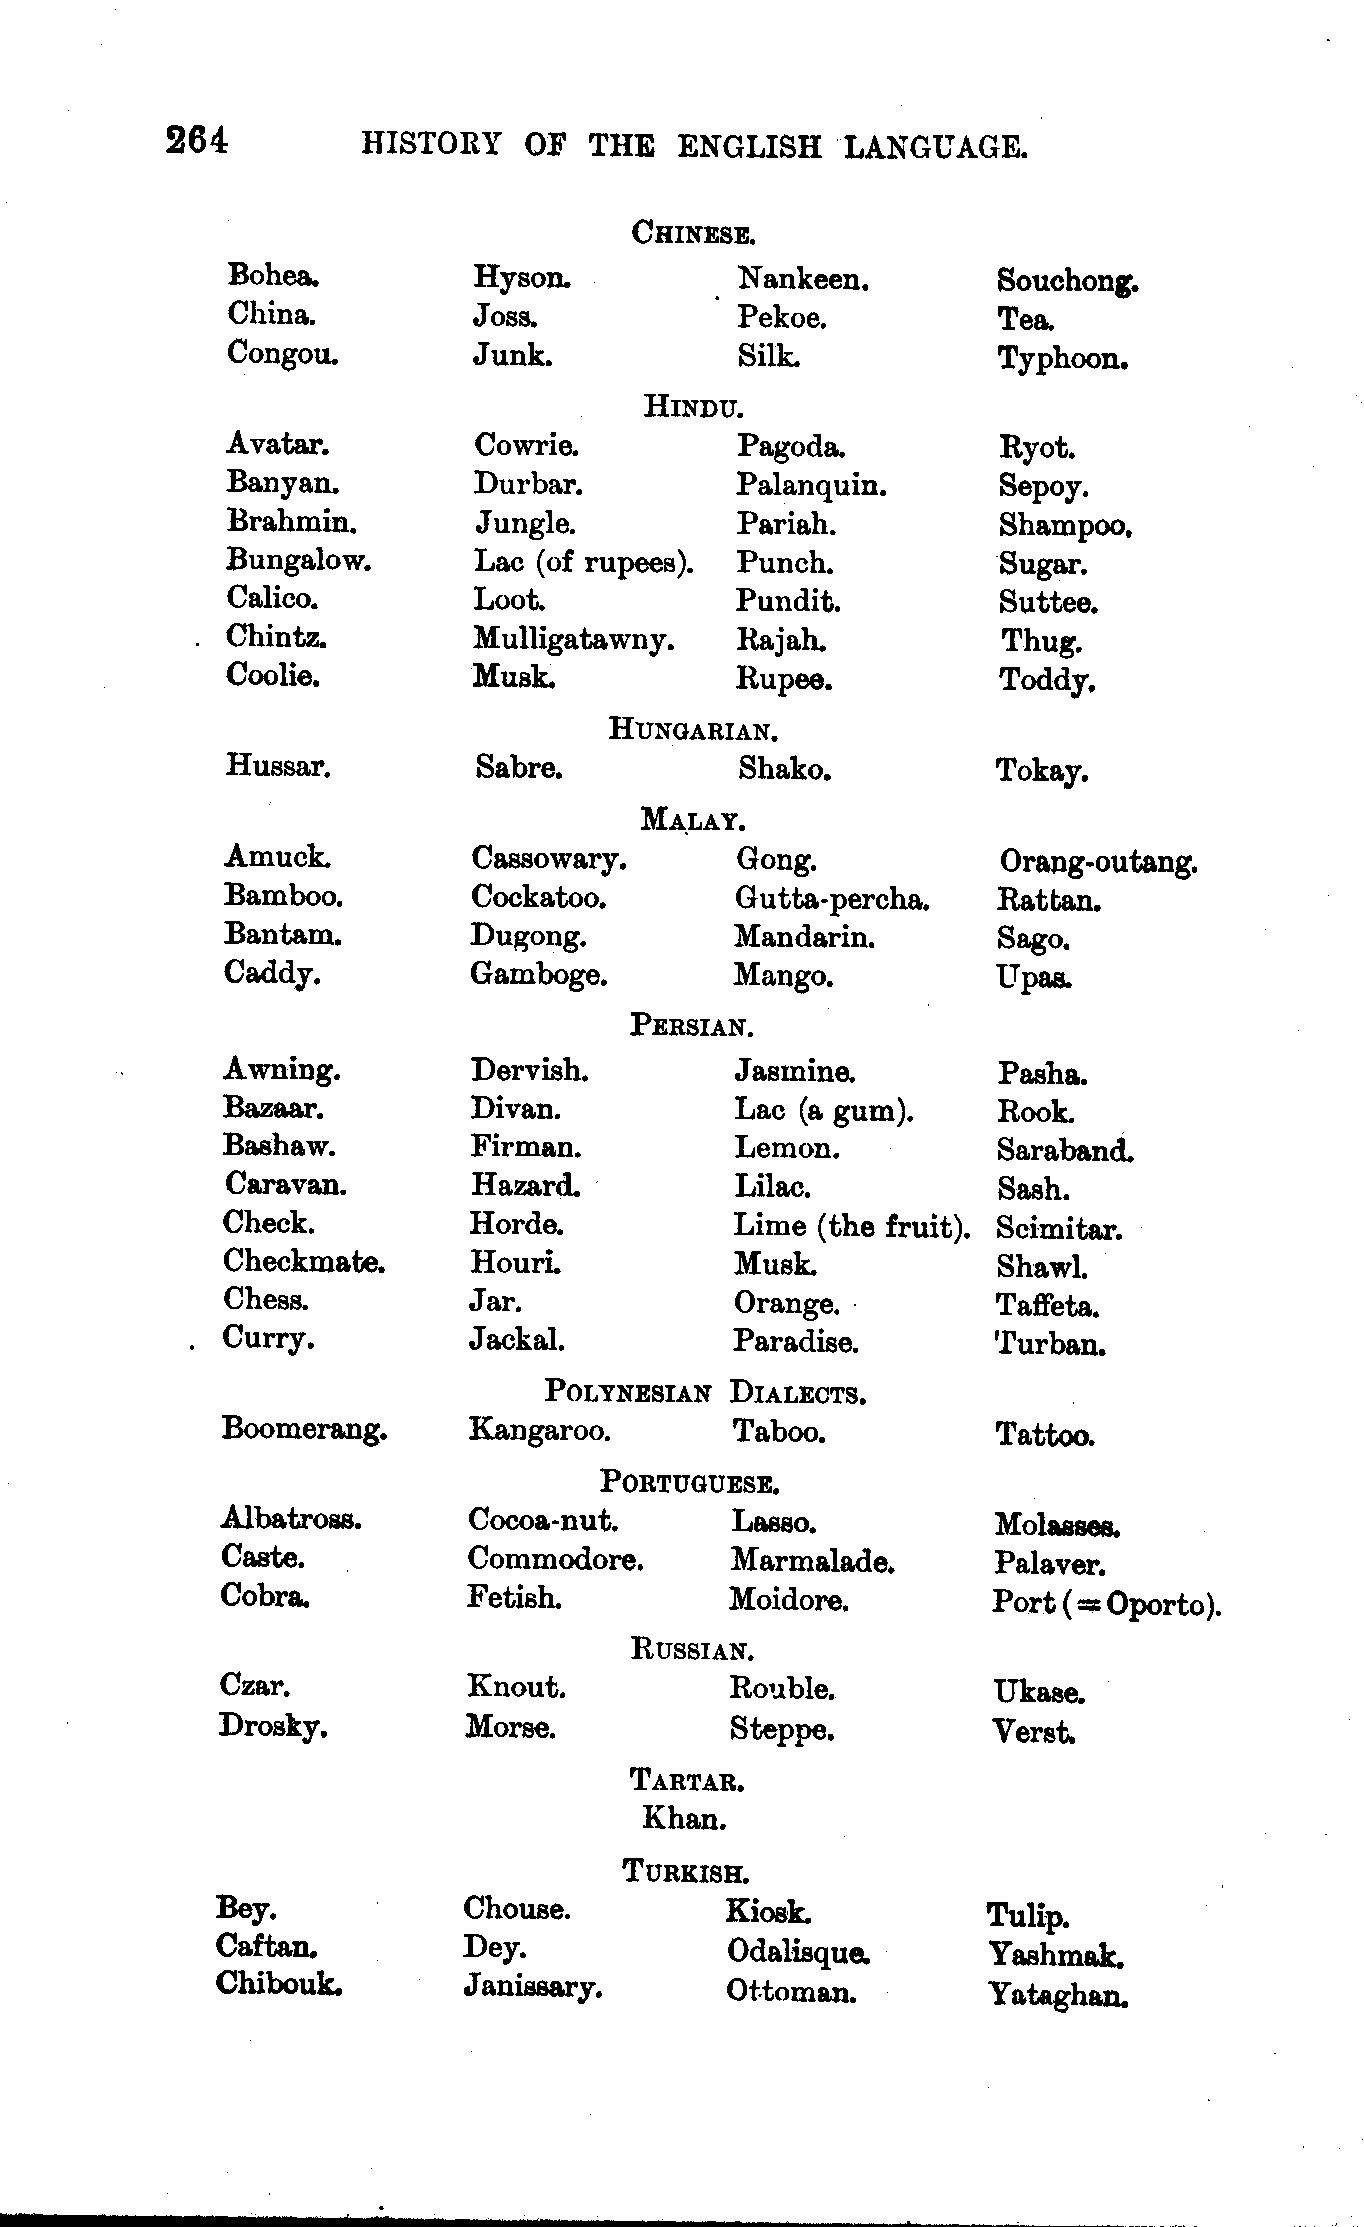 264 HISTORY OF THE ENGLISH LANGUAGE.
CHINESE.
Bohea. Hyson. Nankeen. Souchong.
China. Joss. Pekoe. Tea.
Congou. Junk. Silk. Typhoon.
HINDU.
Avatar. Cowrie. Pagoda. Ryot.
Banyan. Durbar. Palanquin. Sepoy.
Brahmin. Jungle. Pariah. Shampoo.
Bungalow. Lac (of rupees). Punch. Sugar.
Calico. Loot. Pundit. Suttee.
Chintz. Mulligatawny. Rajah. Thug.
Coolie. Musk. Rupee. Toddy.
HUNGARIAN.
Hussar. Sabre. Shako. Tokay.
MALAY.
Amuck. Cassowary. Gong. Orang-outang.
Bamboo. Cockatoo. Gutta-percha. Rattan.
Bantam. Dugong. Mandarin. Sago.
Caddy. Gamboge. Mango. Upas.
PERSIAN.
Awning. Dervish. Jasmine. Pasha.
Bazaar. Divan. Lac (a gum). Rook.
Bashaw. Firman. Lemon. Saraband.
Caravan. Hazard. Lilac. Sash.
Check. Horde. Lime (the fruit). Scimitar.
Checkmate. Houri. Musk. Shawl.
Chess. Jar. Orange. Taffeta.
Curry. Jackal. Paradise. Turban.
POLYNESIAN DIALECTS.
Boomerang. Kangaroo. Taboo. Tattoo.
PORTUGUESE.
Albatross. Cocoa-nut. Lasso. Molasses.
Caste. Commodore. Marmalade. Palaver.
Cobra. Fetish. Moidore. Port (=Oporto).
RUSSIAN.
Czar. Knout. Rouble. Ukase.
Drosky. Morse. Steppe. Verst.
TARTAR.
Khan.
TURKISH.
Bey. Chouse. Kiosk. Tulip.
Caftan. Dey. Odalisque. Yashmak.
Chibouk. Janissary. Ottoman. Yataghan.